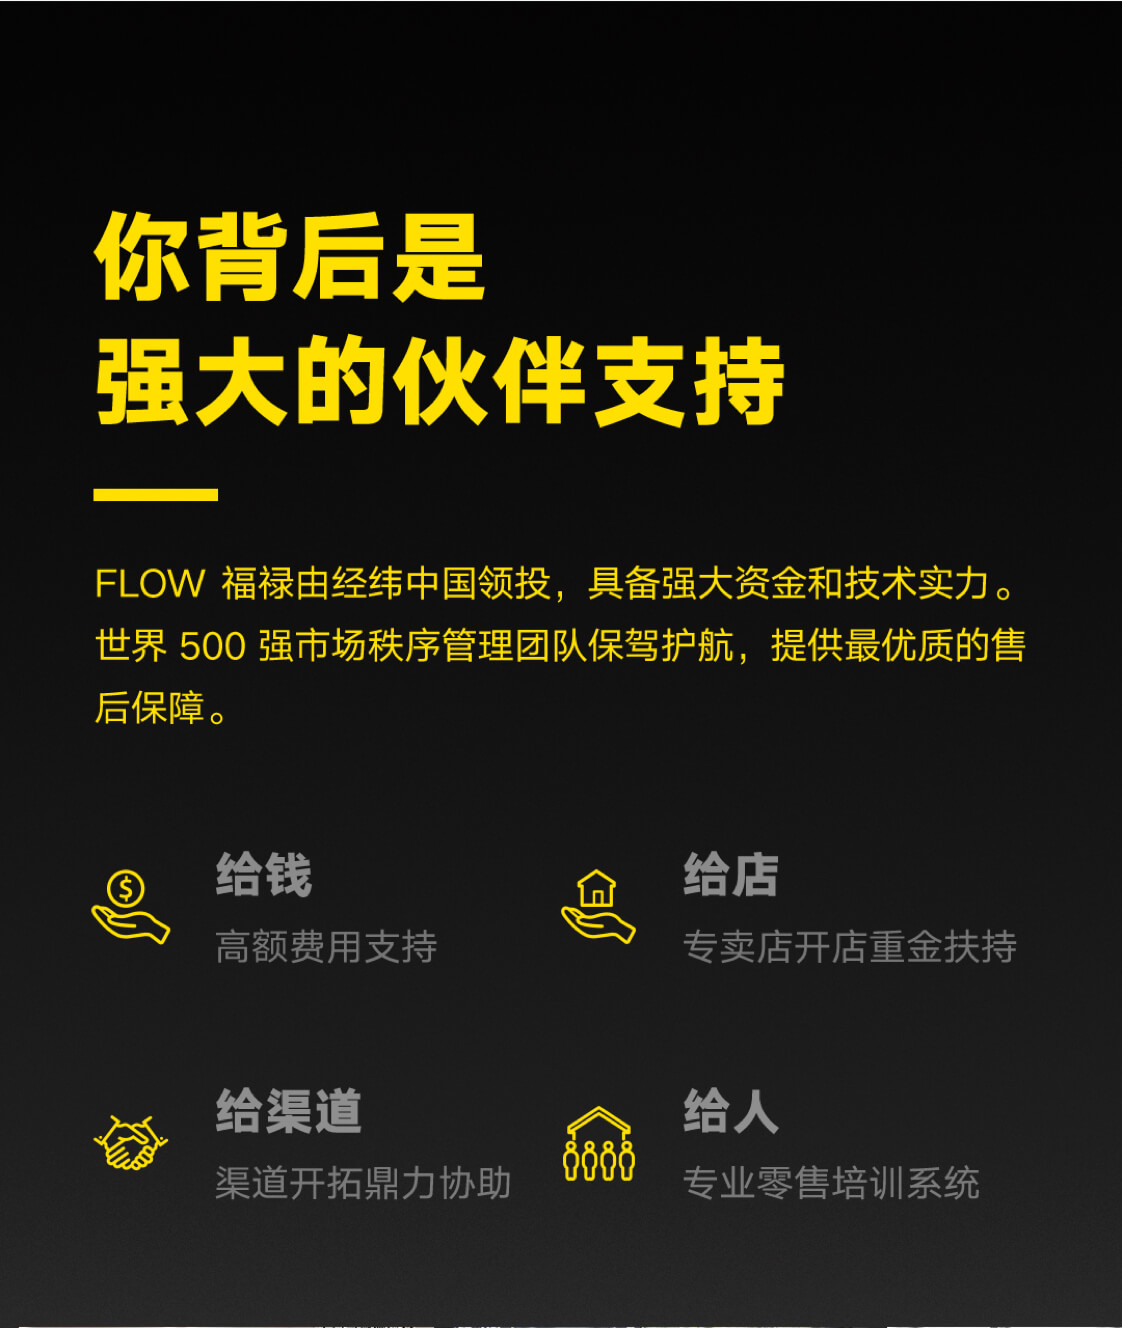 你背后是
强大的伙伴支持
FLOW 福禄由经纬中国领投，具备强大资金和技术实力。
世界 500 强市场秩序管理团队保驾护航，提供最优质的售
后保障。
给钱
高额费用支持
给店
专卖店开店重金扶持
给渠道
渠道开拓鼎力协助
给人
专业零售培训系统